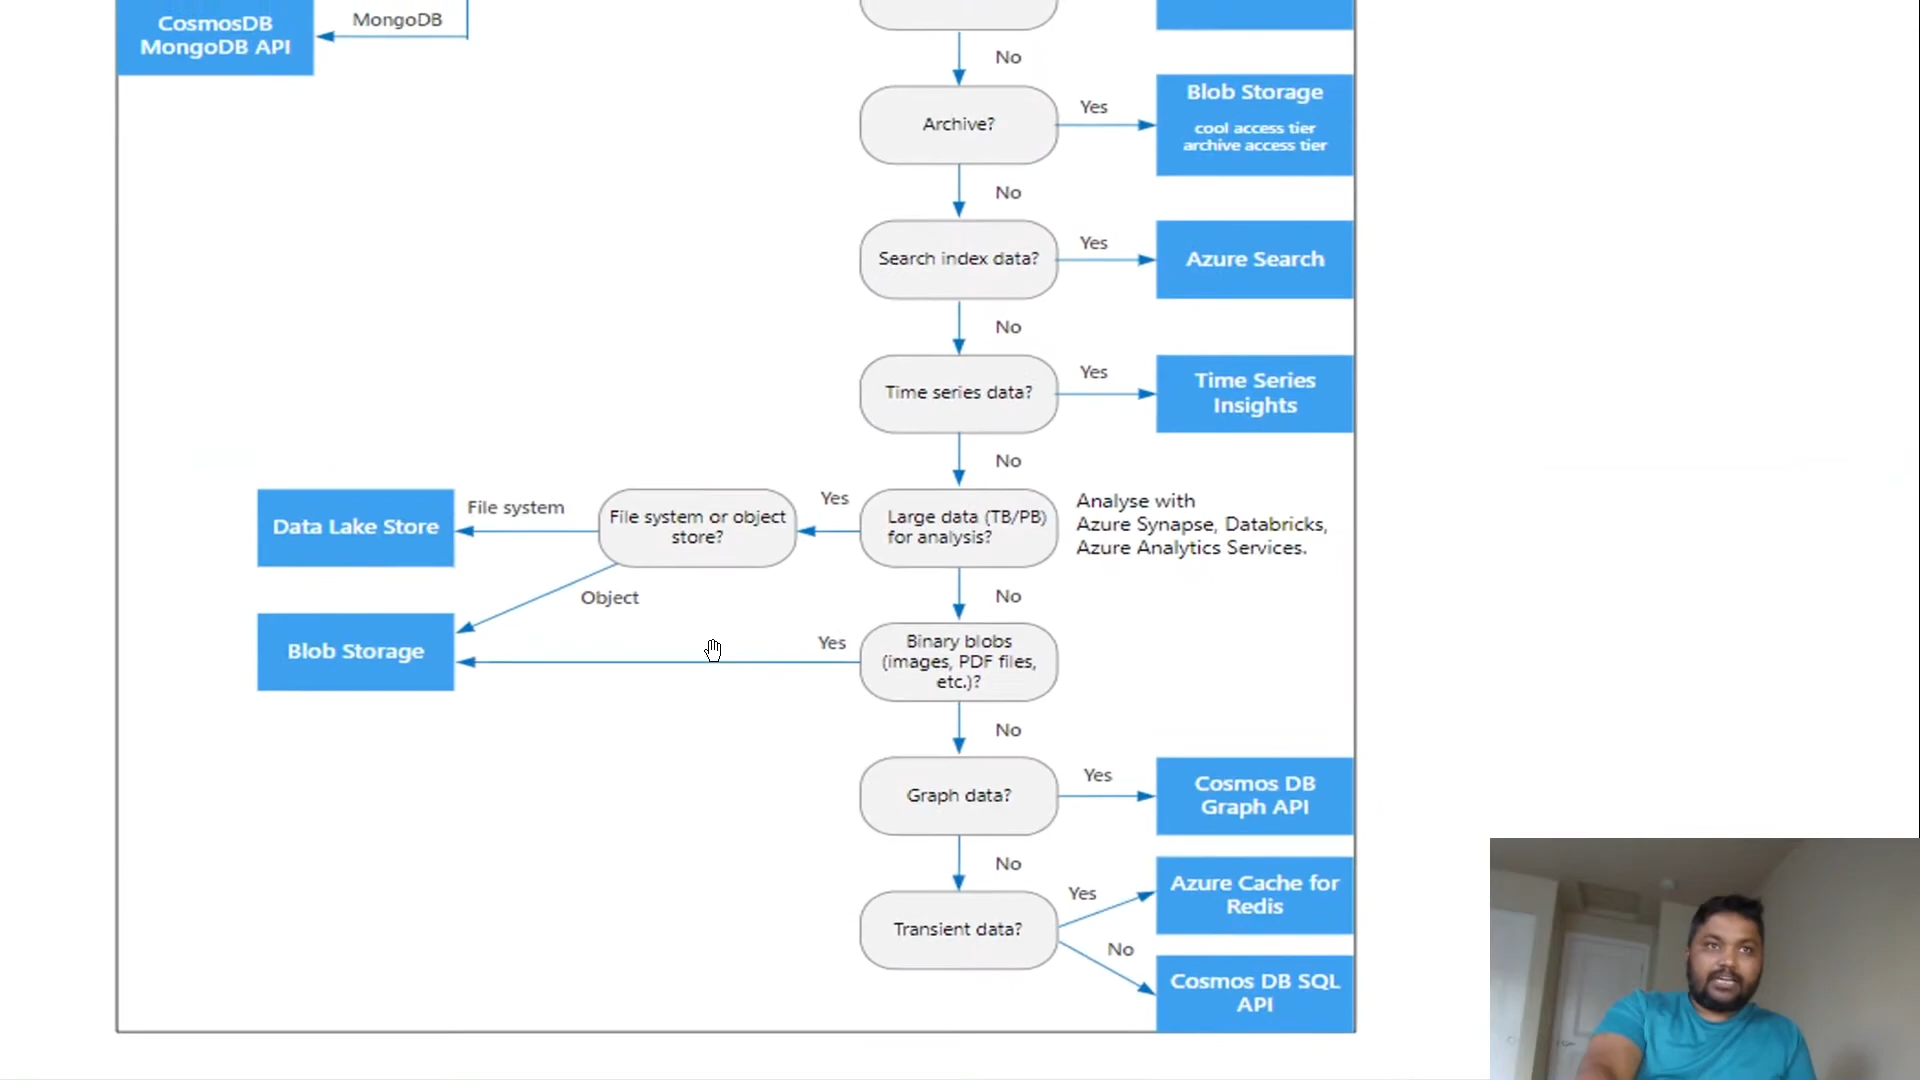 CosmosDB
MongoDB API
MongoDB
No
Archive?
Yes
Blob Storage
cool access tier
archive access tier
No
Search index data?
Yes
Azure Search
No
Time series data?
Yes
Time Series
Insights
No
Data Lake Store
File system
File system or object
store?
Yes
Large data (TB/PB)
for analysis?
Analyse with
Azure Synapse, Databricks,
Azure Analytics Services.
Object
No
Blob Storage
Yes
Binary blobs
(images, PDF files,
etc.)?
No
Graph data?
Yes
Cosmos DB
Graph API
No
Transient data?
Yes
Azure Cache for
Redis
No
Cosmos DB SQL
API